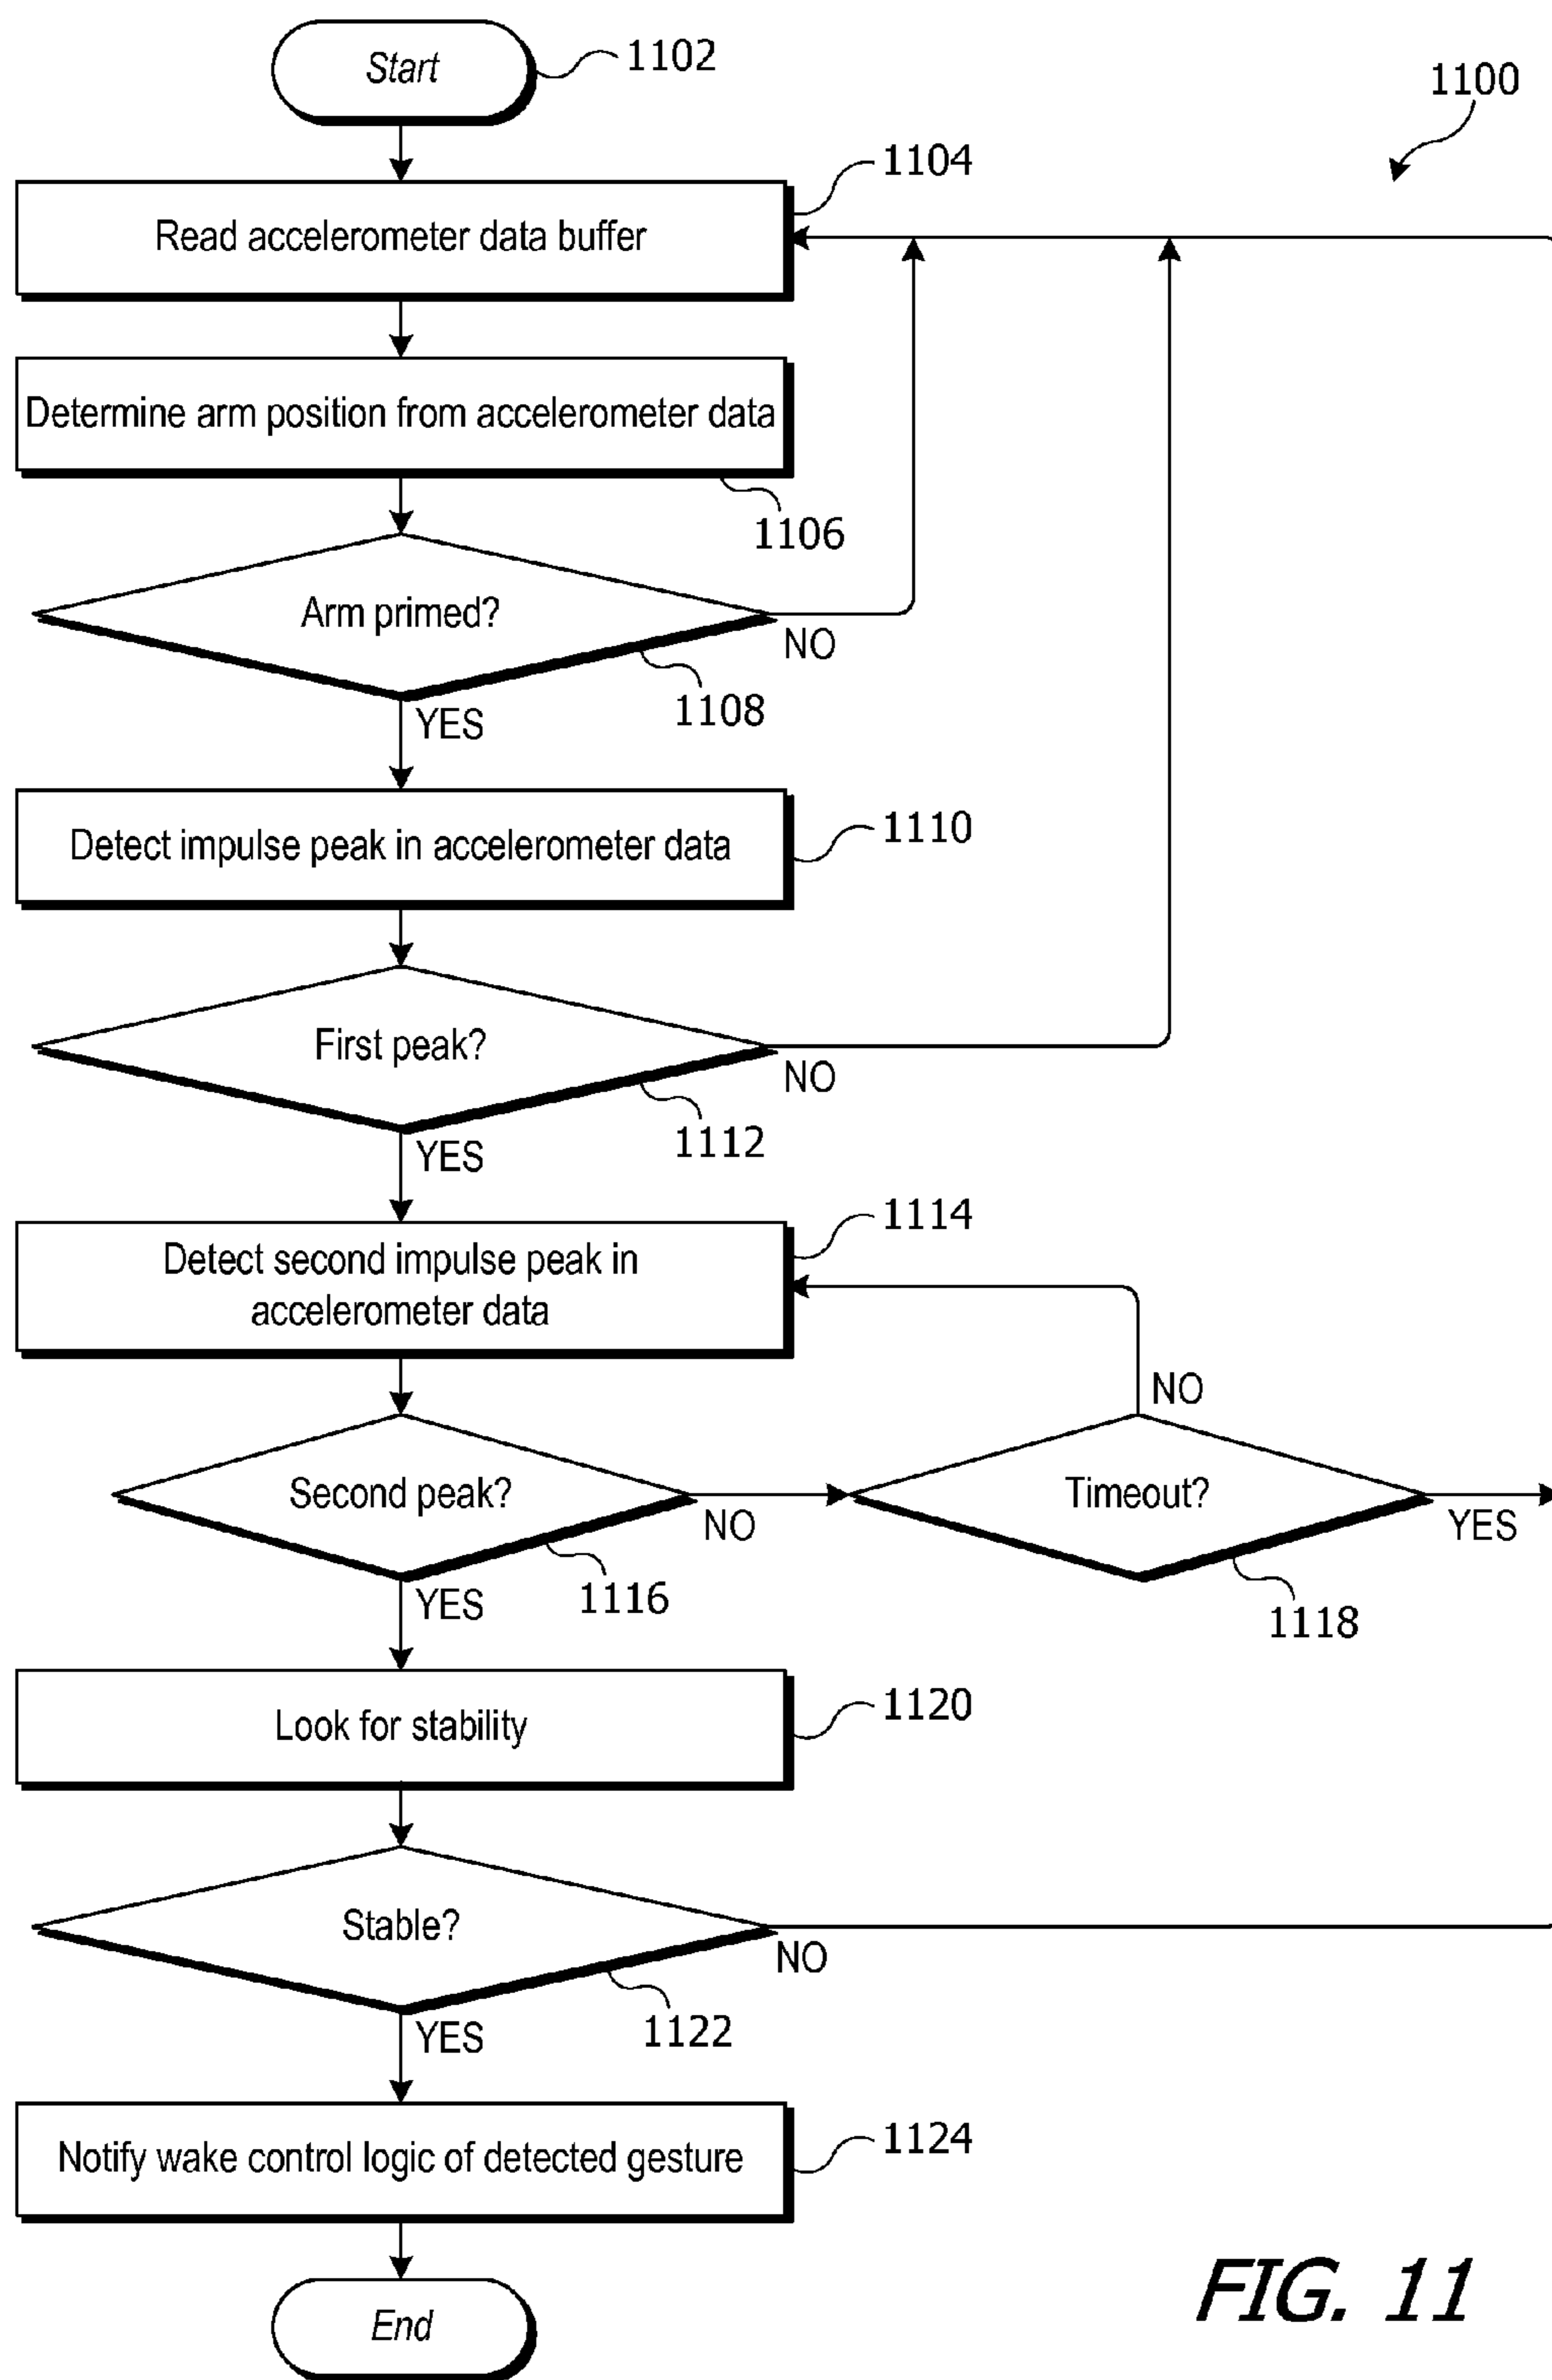 Start
1102
1100
1104
Read accelerometer data buffer
Determine arm position from accelerometer data
1106
Arm primed?
NO
1108
YES
Detect impulse peak in accelerometer data
1110
First peak?
NO
1112
YES
1114
Detect second impulse peak in
accelerometer data
NO
Second peak?
NO
Timeout?
YES
1116
YES
1118
Look for stability
1120
Stable?
NO
1122
YES
Notify wake control logic of detected gesture
1124
End
FIG. 11